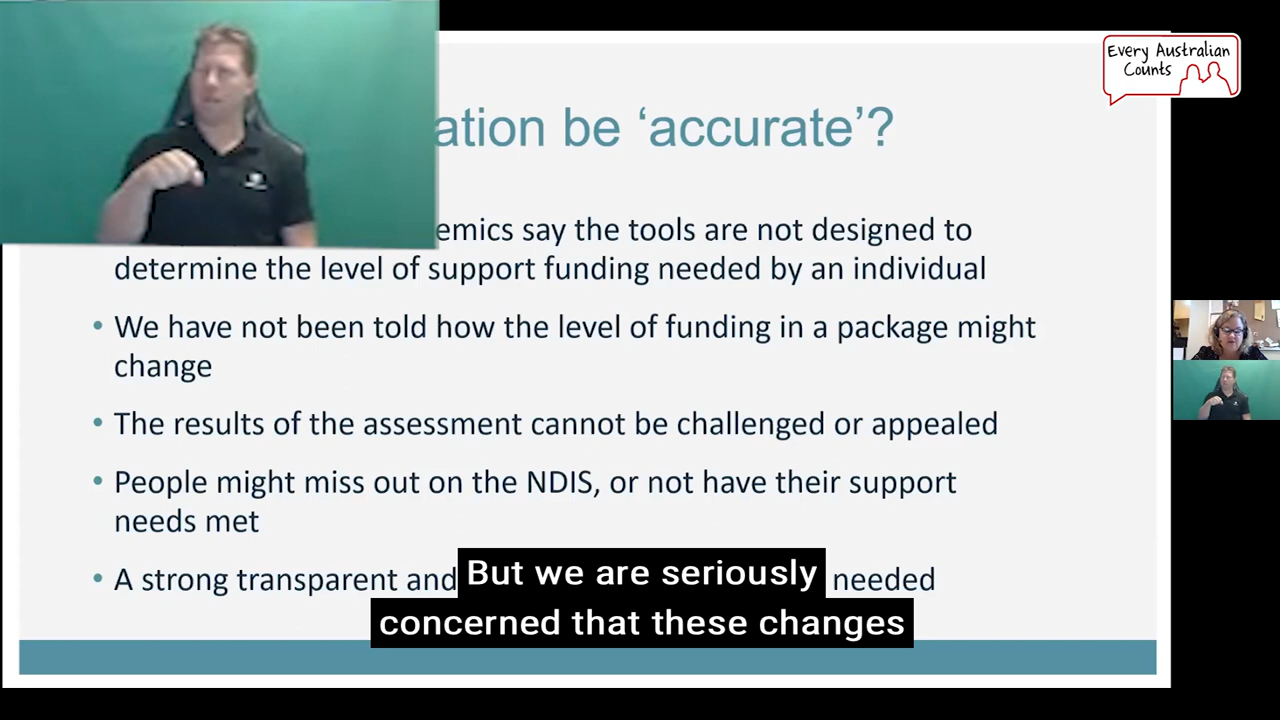 Every Australian
Counts
ation be ‘accurate’?
emics say the tools are not designed to
determine the level of support funding needed by an individual
• We have not been told how the level of funding in a package might
change
• The results of the assessment cannot be challenged or appealed
• People might miss out on the NDIS, or not have their support
needs met
• A strong transparent and needed
But we are seriously
concerned that these changes